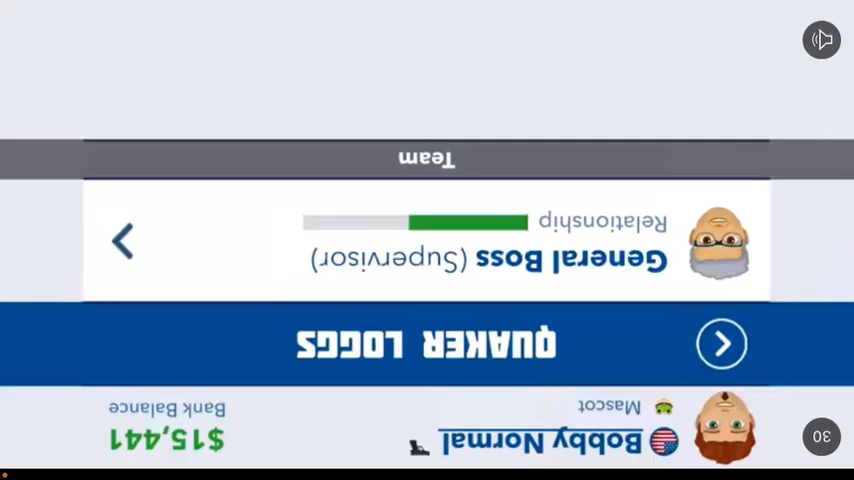 Bobby Normal
$15,441
Mascot
Bank Balance
QUAKER LOGGS
General Boss (Supervisor)
Relationship
Team
30